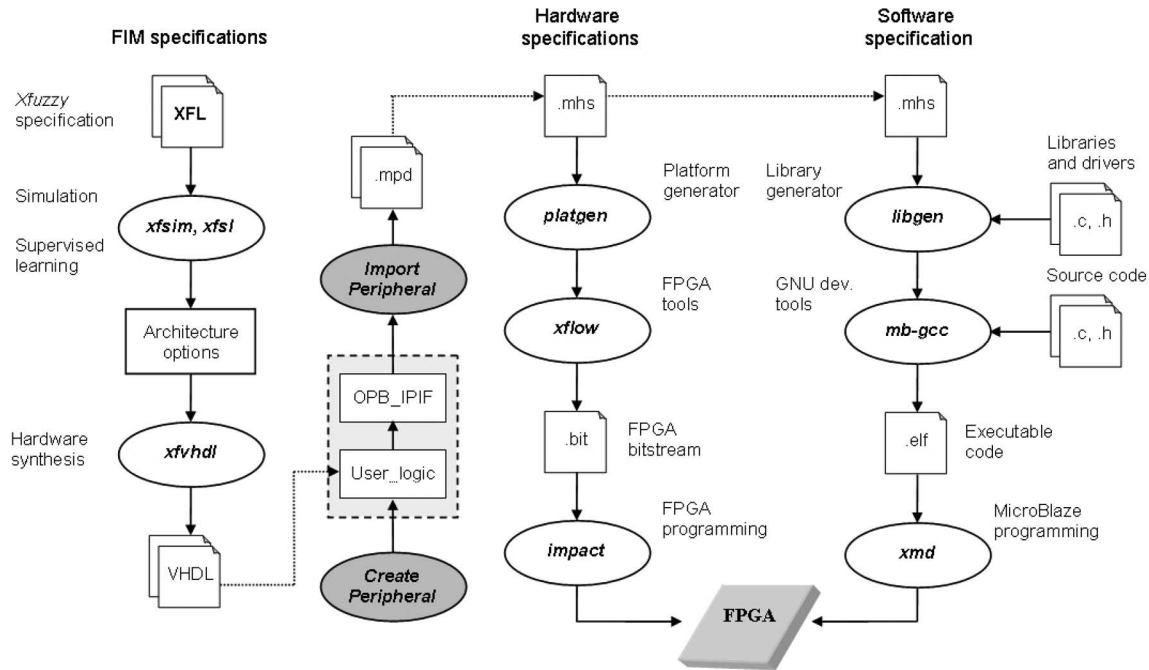 FIM specifications
Xfuzzy
specification
XFL
Simulation
xfsim, xfsl
Supervised
learning
Architecture
options
Hardware
synthesis
xfvhdl
VHDL
.mpd
Import
Peripheral
OPB_IPIF
User_logic
Create
Peripheral
Hardware
specifications
.mhs
Platform
generator
platgen
FPGA
tools
xflow
.bit
FPGA
bitstream
FPGA
programming
impact
Software
specification
.mhs
Library
generator
libgen
Libraries
and drivers
.c, .h
GNU dev.
tools
mb-gcc
Source code
.c, .h
.elf
Executable
code
MicroBlaze
programming
xmd
FPGA